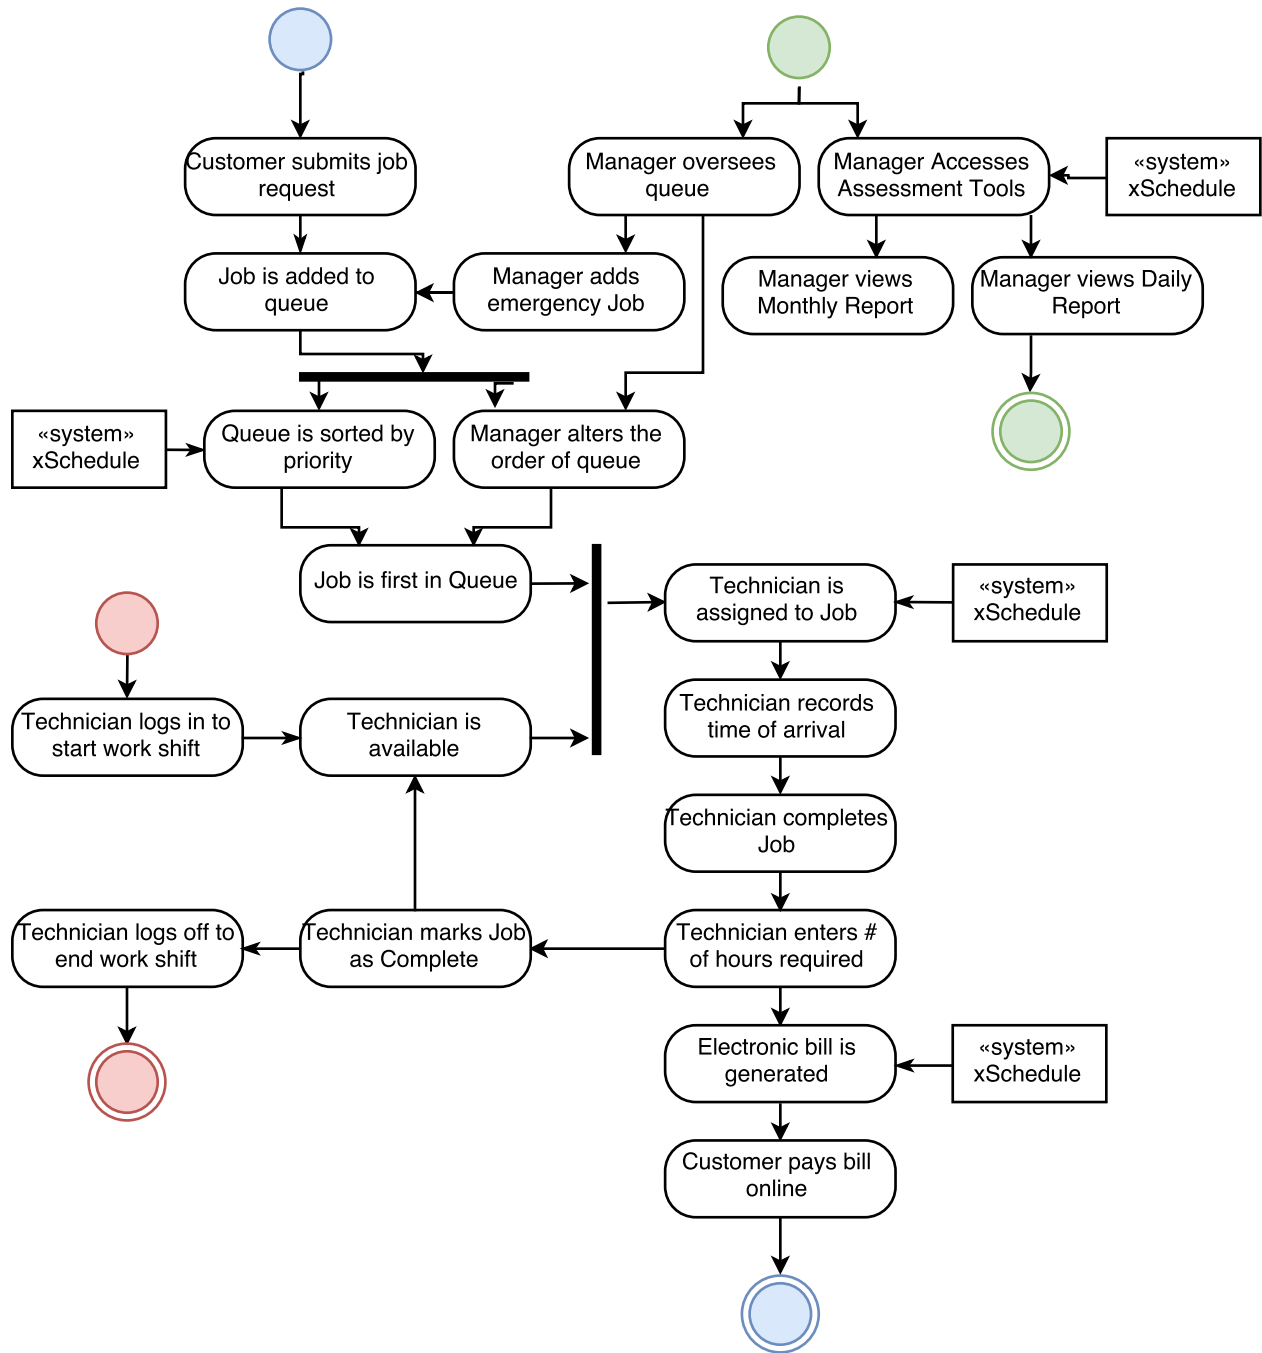 Customer submits job
request
Manager oversees
queue
Manager Accesses
Assessment Tools
«system»
xSchedule
Job is added to
queue
Manager adds
emergency Job
Manager views
Monthly Report
Manager views Daily
Report
«system»
xSchedule
Queue is sorted by
priority
Manager alters the
order of queue
Job is first in Queue
Technician is
assigned to Job
«system»
xSchedule
Technician logs in to
start work shift
Technician is
available
Technician records
time of arrival
Technician completes
Job
Technician logs off to
end work shift
Technician marks Job
as Complete
Technician enters #
of hours required
Electronic bill is
generated
«system»
xSchedule
Customer pays bill
online